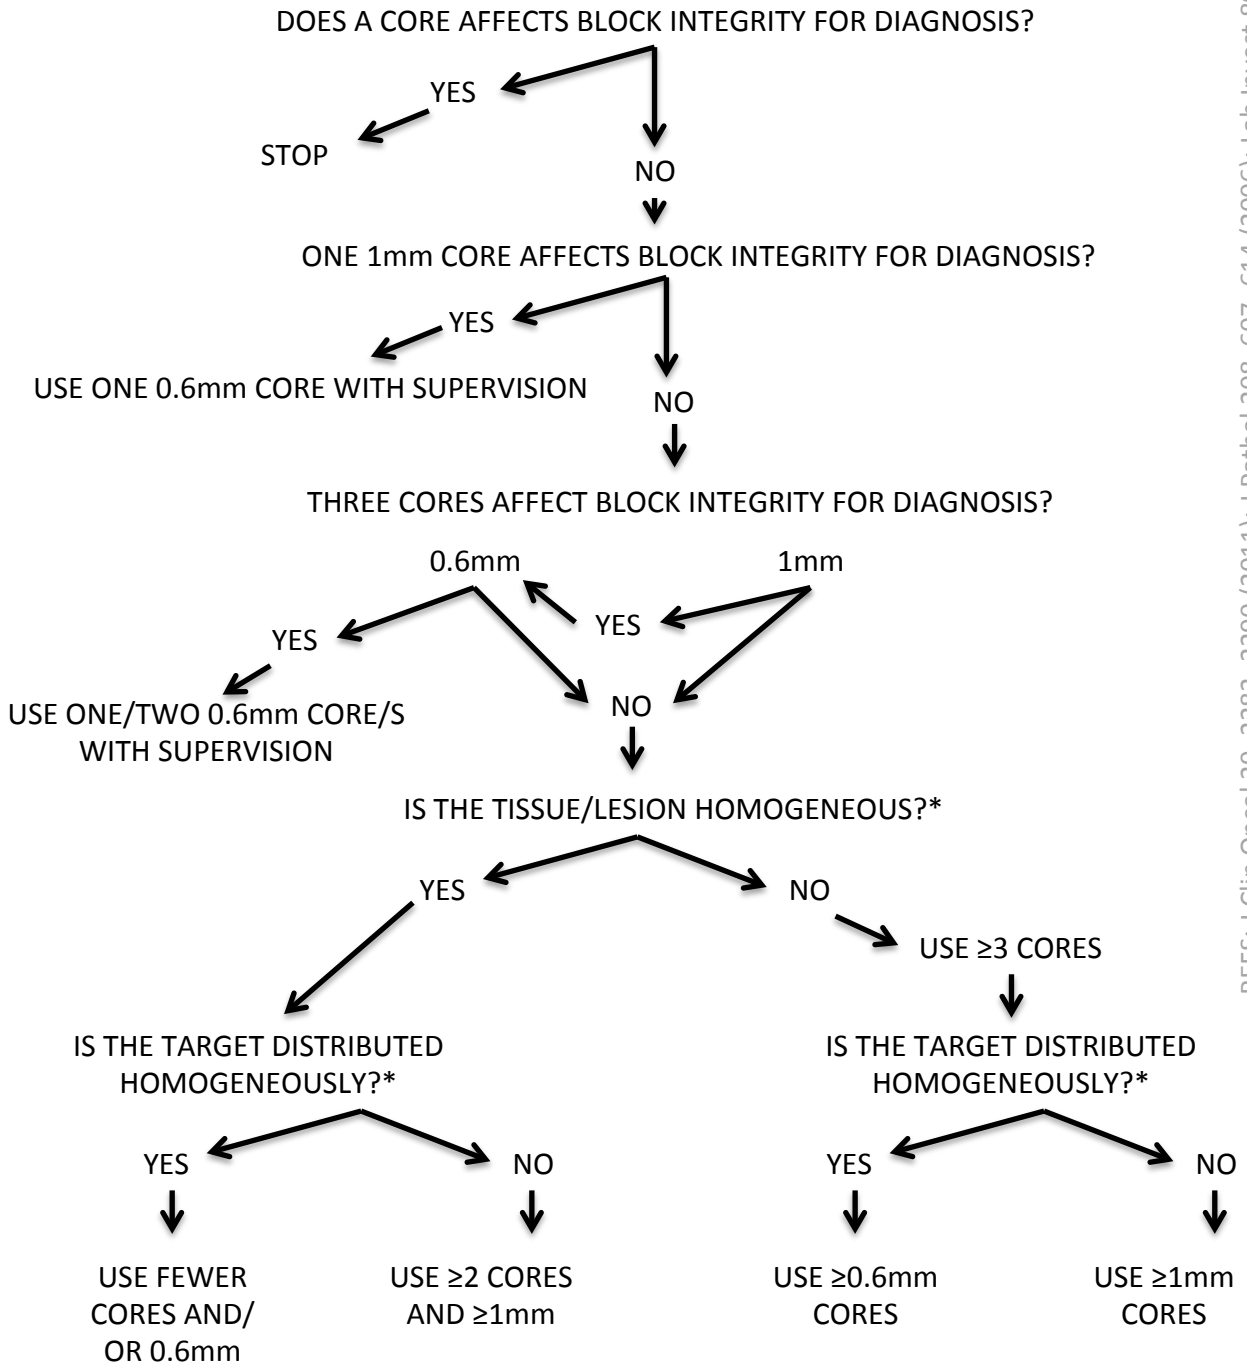 DOES A CORE AFFECTS BLOCK INTEGRITY FOR DIAGNOSIS?
YES
STOP
NO
ONE 1mm CORE AFFECTS BLOCK INTEGRITY FOR DIAGNOSIS?
YES
USE ONE 0.6mm CORE WITH SUPERVISION
NO
THREE CORES AFFECT BLOCK INTEGRITY FOR DIAGNOSIS?
0.6mm
1mm
YES
YES
USE ONE/TWO 0.6mm CORE/S
WITH SUPERVISION
NO
IS THE TISSUE/LESION HOMOGENEOUS?*
YES
NO
USE ≥3 CORES
IS THE TARGET DISTRIBUTED
HOMOGENEOUSLY?*
IS THE TARGET DISTRIBUTED
HOMOGENEOUSLY?*
YES
NO
YES
NO
USE FEWER
CORES AND/
OR 0.6mm
USE ≥2 CORES
AND ≥1mm
USE ≥0.6mm
CORES
USE ≥1mm
CORES